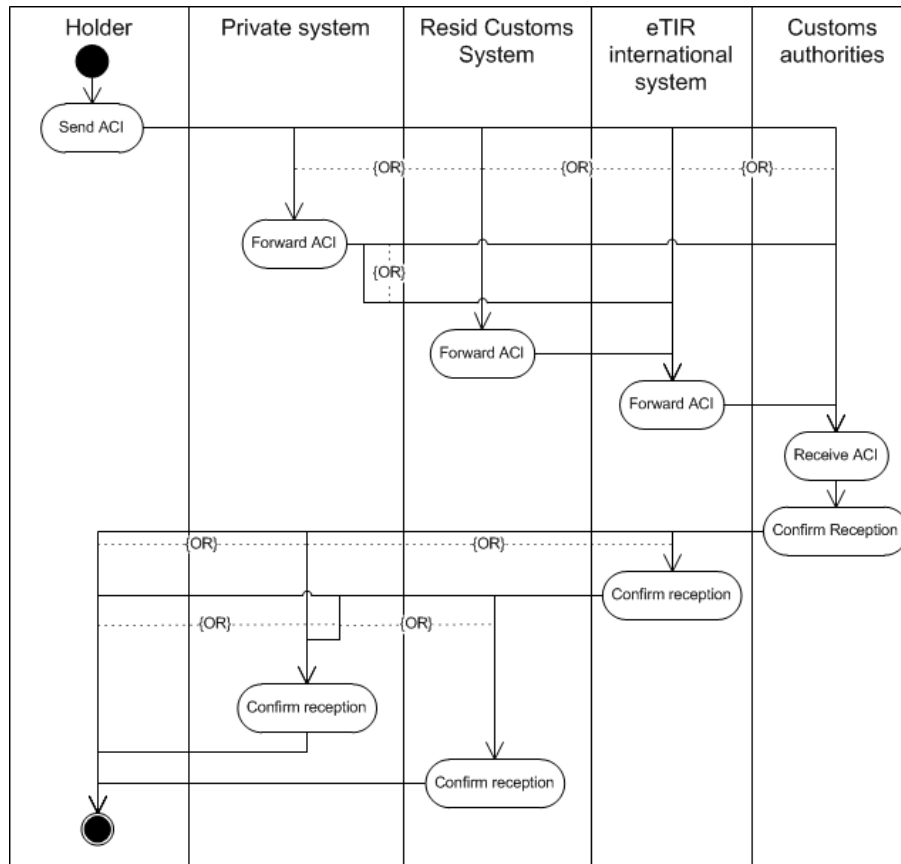 Holder
Private system
Resid Customs
System
eTIR
international
system
Customs
authorities
Send ACI
{OR}
{OR}
{OR}
Forward ACI
{OR}
Forward ACI
Forward ACI
Receive ACI
Confirm Reception
{OR}
{OR}
Confirm reception
{OR}
{OR}
Confirm reception
Confirm reception